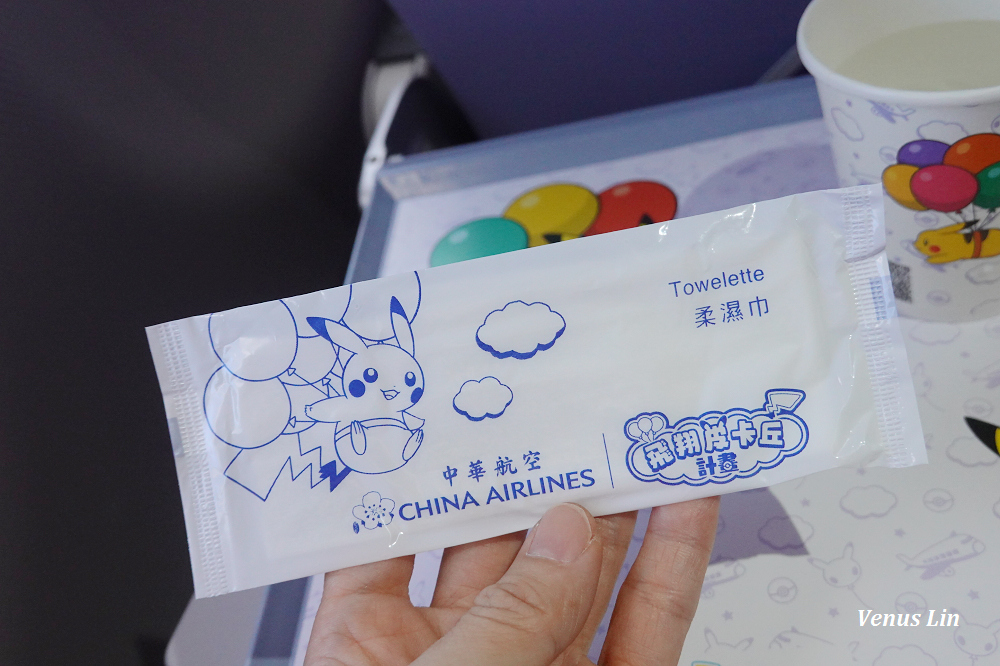 Towelette
柔濕巾
中華航空
CHINA AIRLINES
飛翔皮卡丘
計畫
Venus Lin